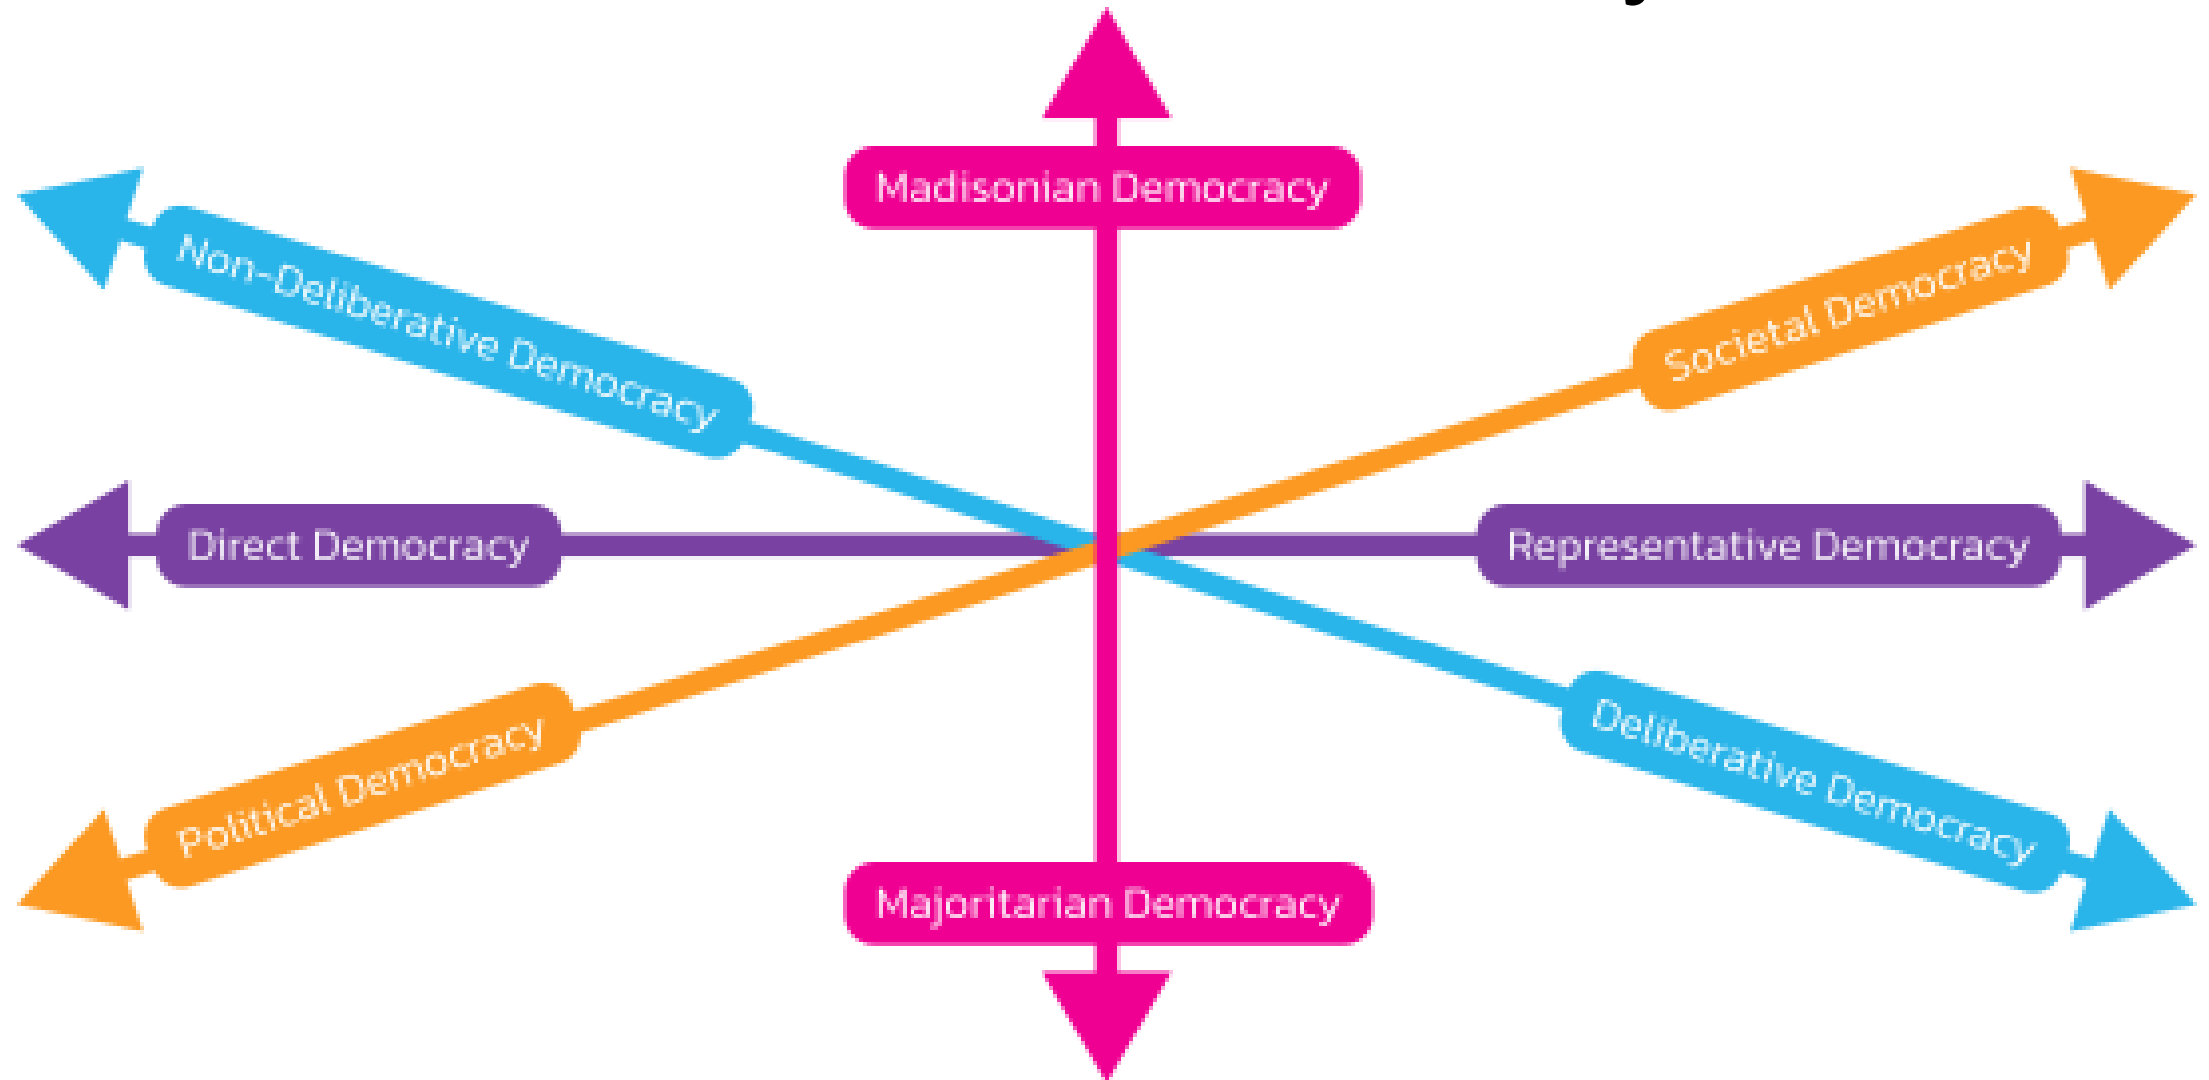 Madisonian Democracy
Non-Deliberative Democracy
Societal Democracy
Direct Democracy
Representative Democracy
Political Democracy
Deliberative Democracy
Majoritarian Democracy